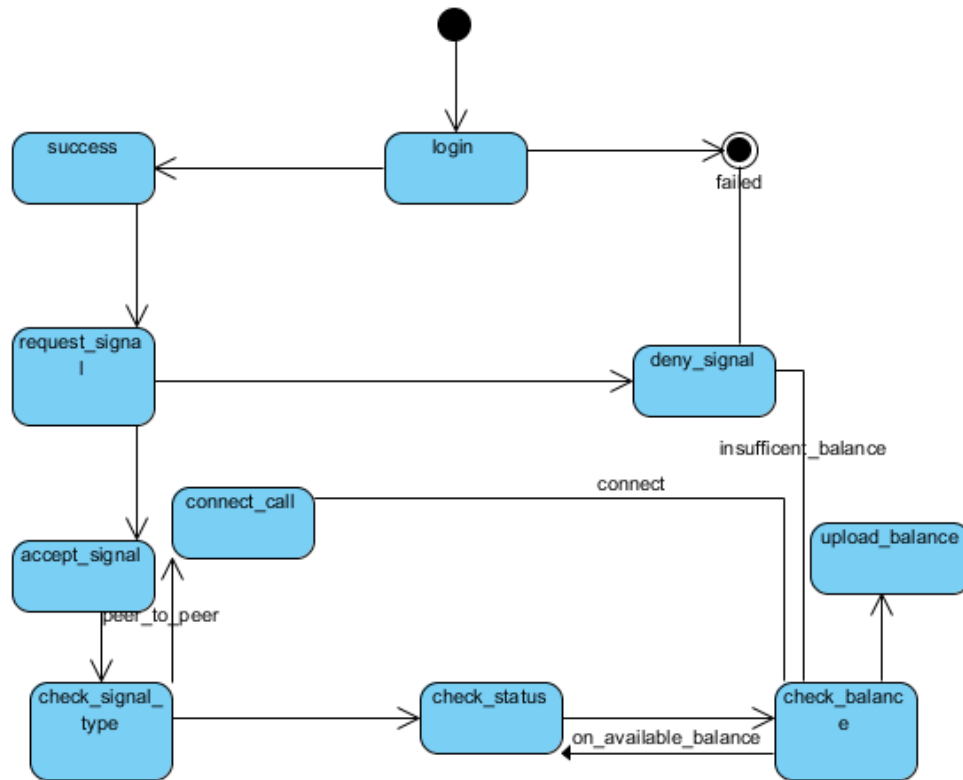 success
login
failed
request_signa
l
deny_signal
insufficent_balance
connect
connect_call
upload_balance
accept_signal
peer_to_peer
check_signal_
type
check_status
check_balanc
e
on_available_balance